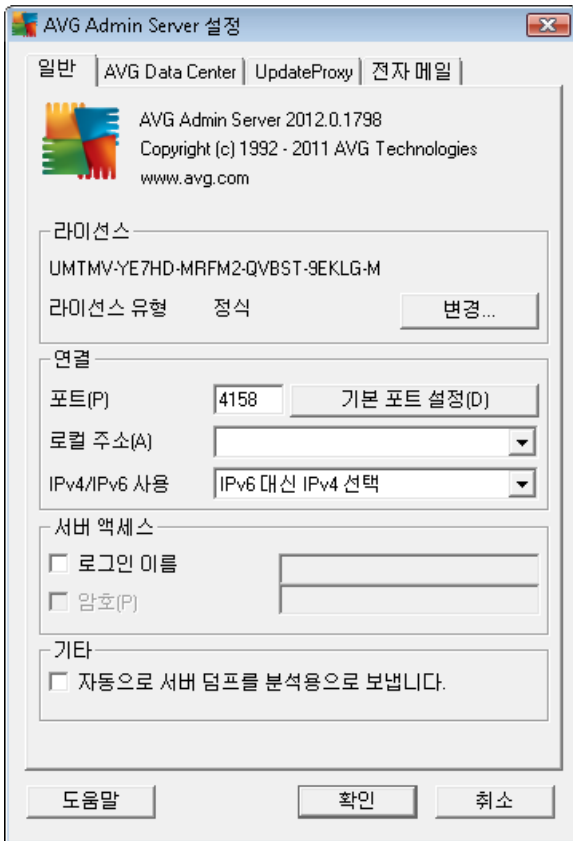 AVG Admin Server 설정
일반 AVG Data Center UpdateProxy 전자 메일
AVG Admin Server 2012.0.1798
Copyright (c) 1992 - 2011 AVG Technologies
www.avg.com
라이선스
UMTMV-YE7HD-MRFM2-QVBST-9EKLG-M
라이선스 유형 정식 변경...
연결
포트(P) 4158 기본 포트 설정(D)
로컬 주소(A)
IPv4/IPv6 사용 IPv6 대신 IPv4 선택
서버 액세스
로그인 이름
암호(P)
기타
자동으로 서버 덤프를 분석용으로 보냅니다.
도움말 확인 취소